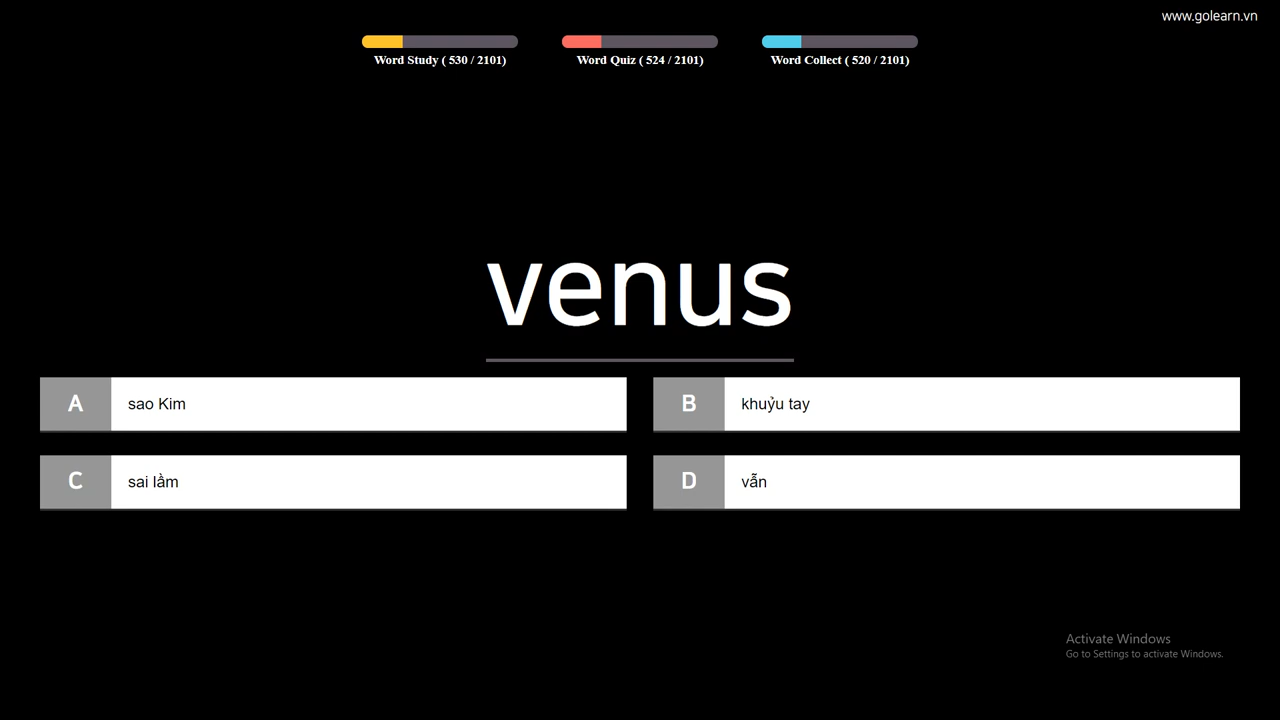 www.golearn.vn
Word Study ( 530 / 2101)
Word Quiz ( 524 / 2101)
Word Collect ( 520 / 2101)
venus
A sao Kim
B khuỷu tay
C sai lầm
D vẫn
Activate Windows
Go to Settings to activate Windows.